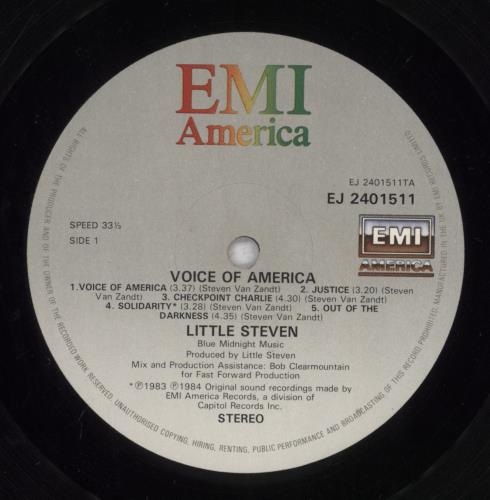 EMI
America
EJ 2401511TA
EJ 2401511
SPEED 33⅓
SIDE 1
EMI
AMERICA
VOICE OF AMERICA
1.VOICE OF AMERICA (3.37) (Steven Van Zandt)    2. JUSTICE (3.20) (Steven
Van Zandt)    3. CHECKPOINT CHARLIE (4.30) (Steven Van Zandt)
4. SOLIDARITY* (3.28) (Steven Van Zandt)    5. OUT OF THE
DARKNESS (4.35) (Steven Van Zandt)
LITTLE STEVEN
Blue Midnight Music
Produced by Little Steven
Mix and Production Assistance: Bob Clearmountain
for Fast Forward Production
*℗1983 ℗1984 Original sound recordings made by
EMI America Records, a division of
Capitol Records Inc.
STEREO
ALL RIGHTS OF THE PRODUCER AND OF THE OWNER OF THE RECORDED WORK RESERVED. UNAUTHORISED COPYING, HIRING, RENTING, PUBLIC PERFORMANCE AND BROADCASTING OF THIS RECORD PROHIBITED. MANUFACTURED IN THE UK BY EMI RECORDS LIMITED